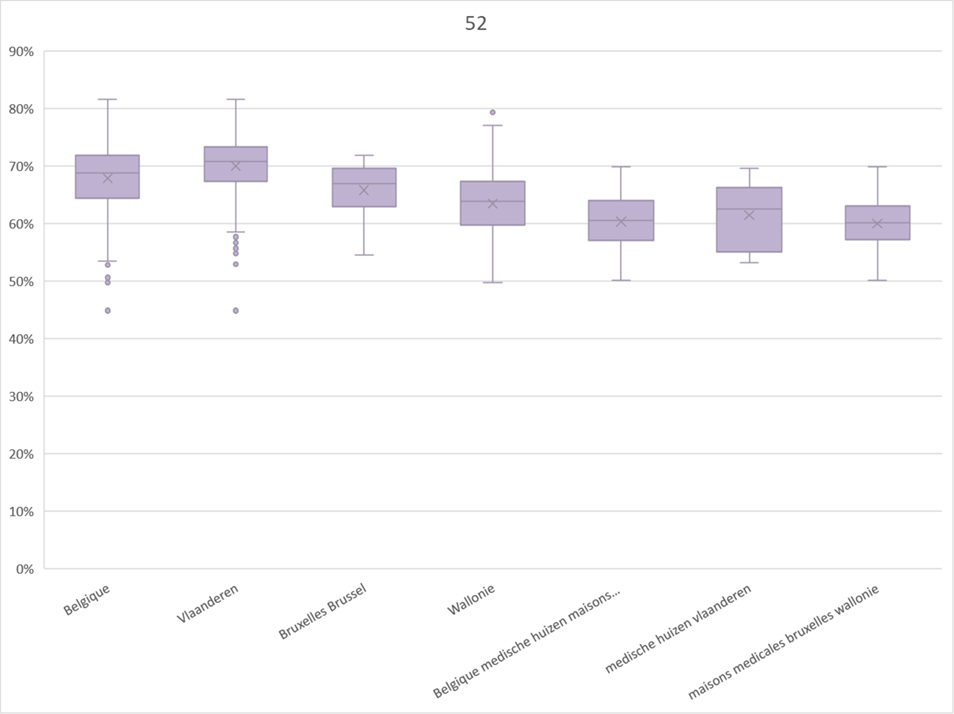 52
90%
80%
70%
60%
50%
40%
30%
20%
10%
0%
Belgique
Vlaanderen
Bruxelles Brussel
Wallonie
Belgique medische huizen maisons...
medische huizen vlaanderen
maisons medicales bruxelles wallonie